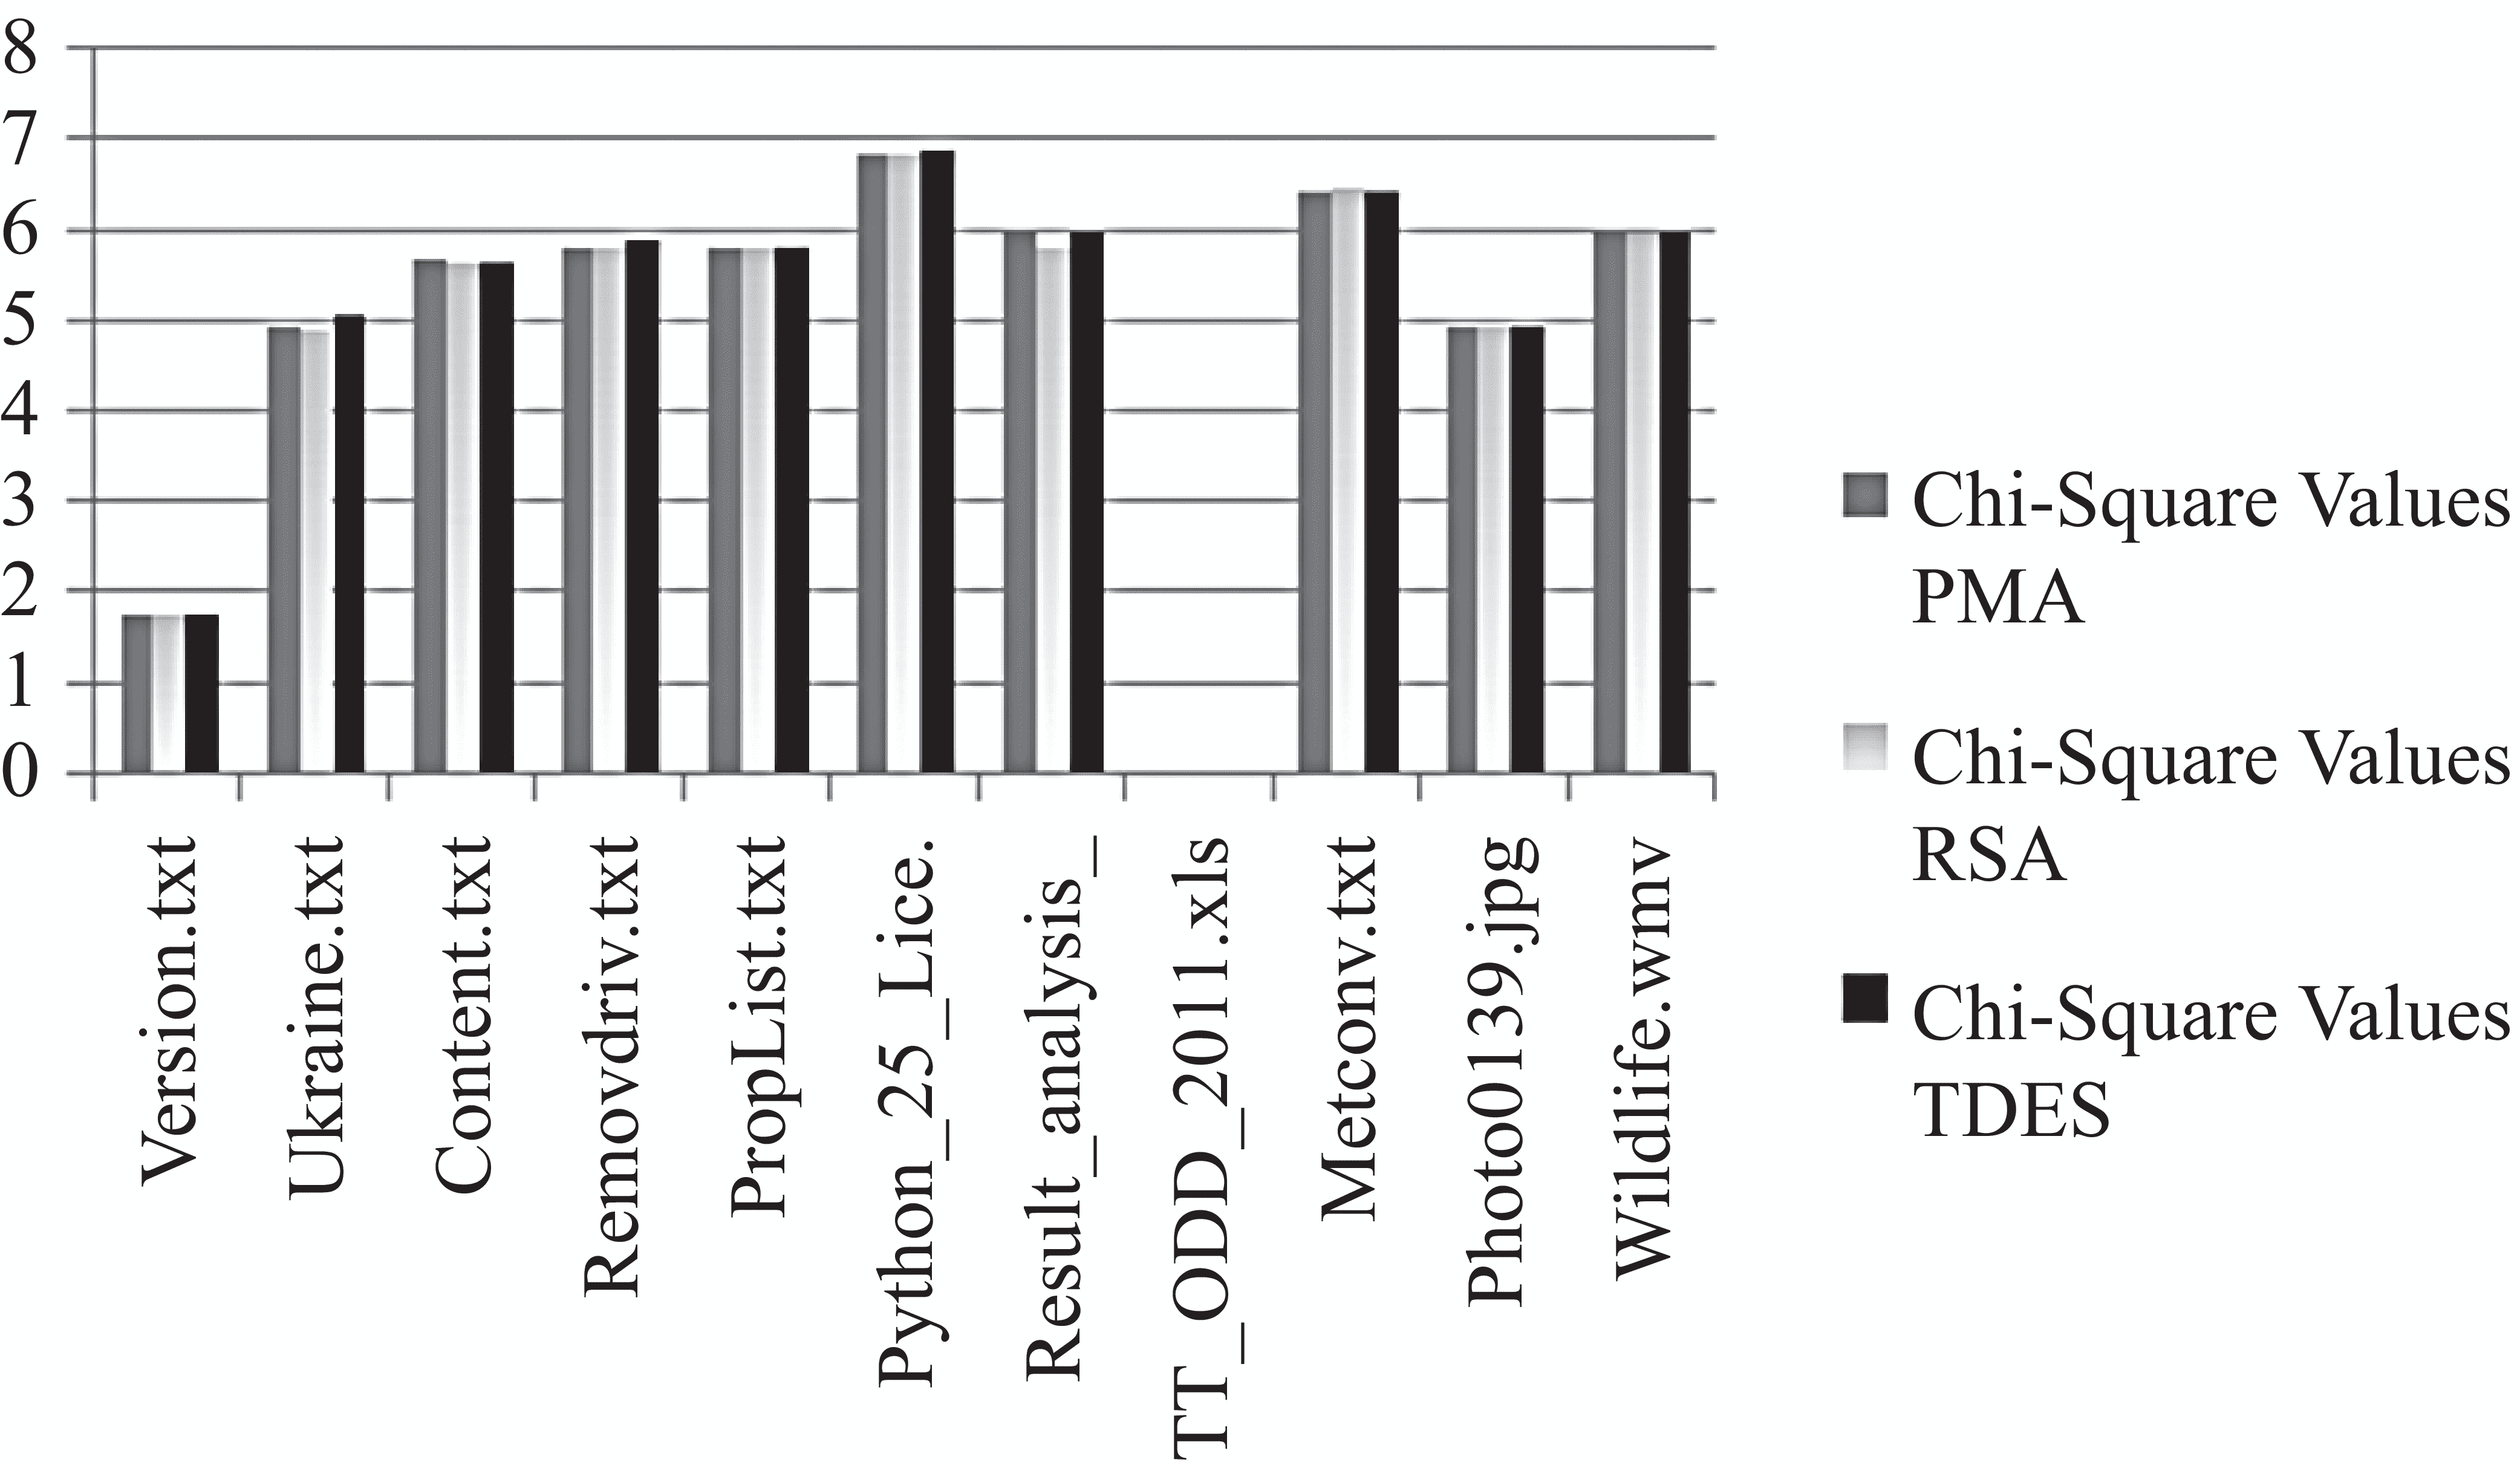 8
7
6
5
4
3
2
1
0
Version.txt
Ukraine.txt
Content.txt
Removdriv.txt
PropList.txt
Python_25_Lice.
Result_amalysis_
TT_ODD_2011.xls
Metconv.txt
Photo00139.jpg
Wildlife.wmv
Chi-Square Values
PMA
Chi-Square Values
RSA
Chi-Square Values
TDES